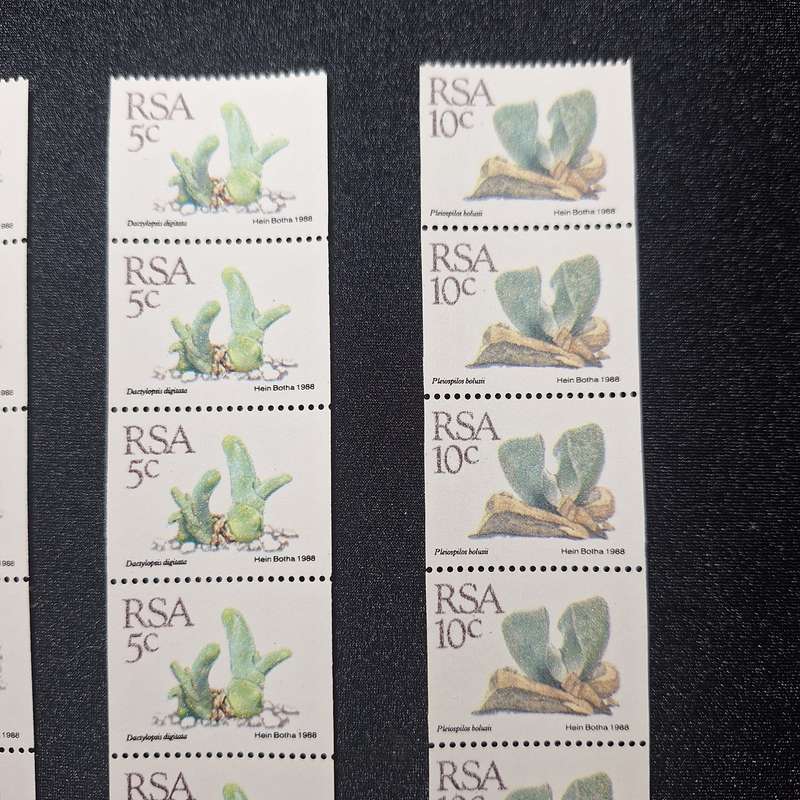 988
988
1988
RSA
5c
Dactylopsis digitata
Hein Botha 1988
RSA
5c
Dactylopsis digitata
Hein Botha 1988
RSA
5c
Dactylopsis digitata
Hein Botha 1988
RSA
5c
Dactylopsis digitata
Hein Botha 1988
RSA
RSA
10c
Pleiospilos bolusii
Hein Botha 1988
RSA
10c
Pleiospilos bolusii
Hein Botha 1988
RSA
10c
Pleiospilos bolusii
Hein Botha 1988
RSA
10c
Pleiospilos bolusii
Hein Botha 1988
RSA
10c